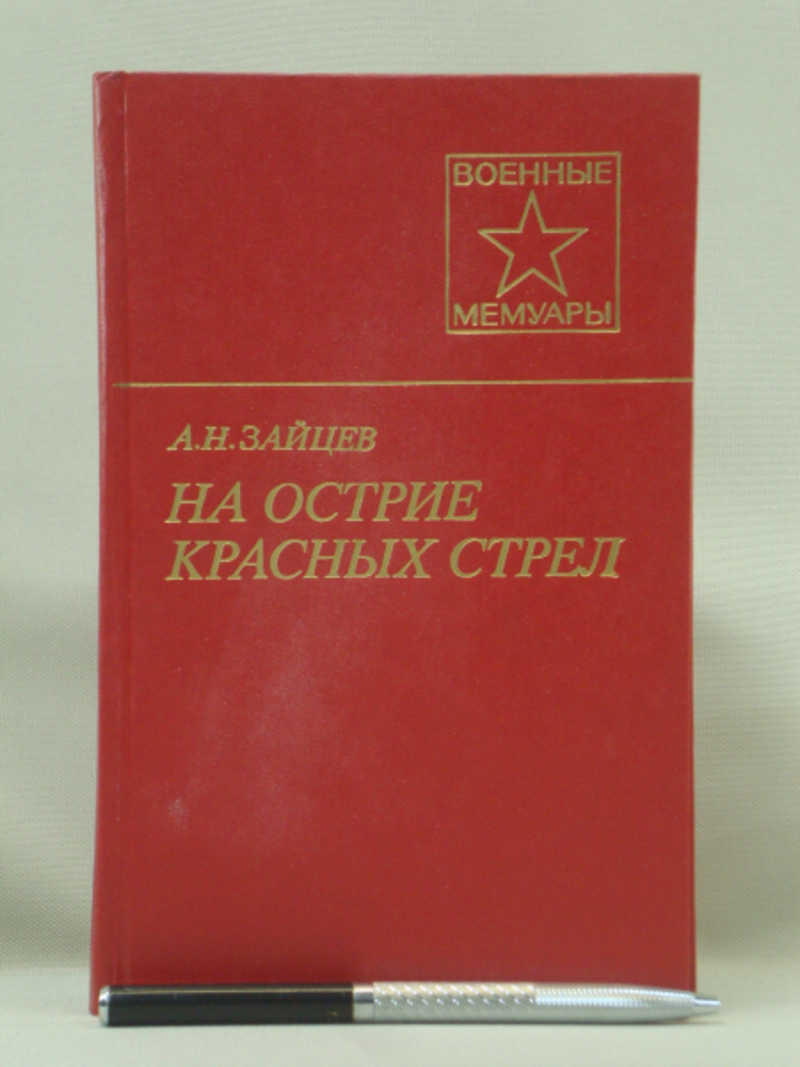 ВОЕННЫЕ
МЕМУАРЫ
А.Н.ЗАЙЦЕВ
НА ОСТРИЕ
КРАСНЫХ СТРЕЛ